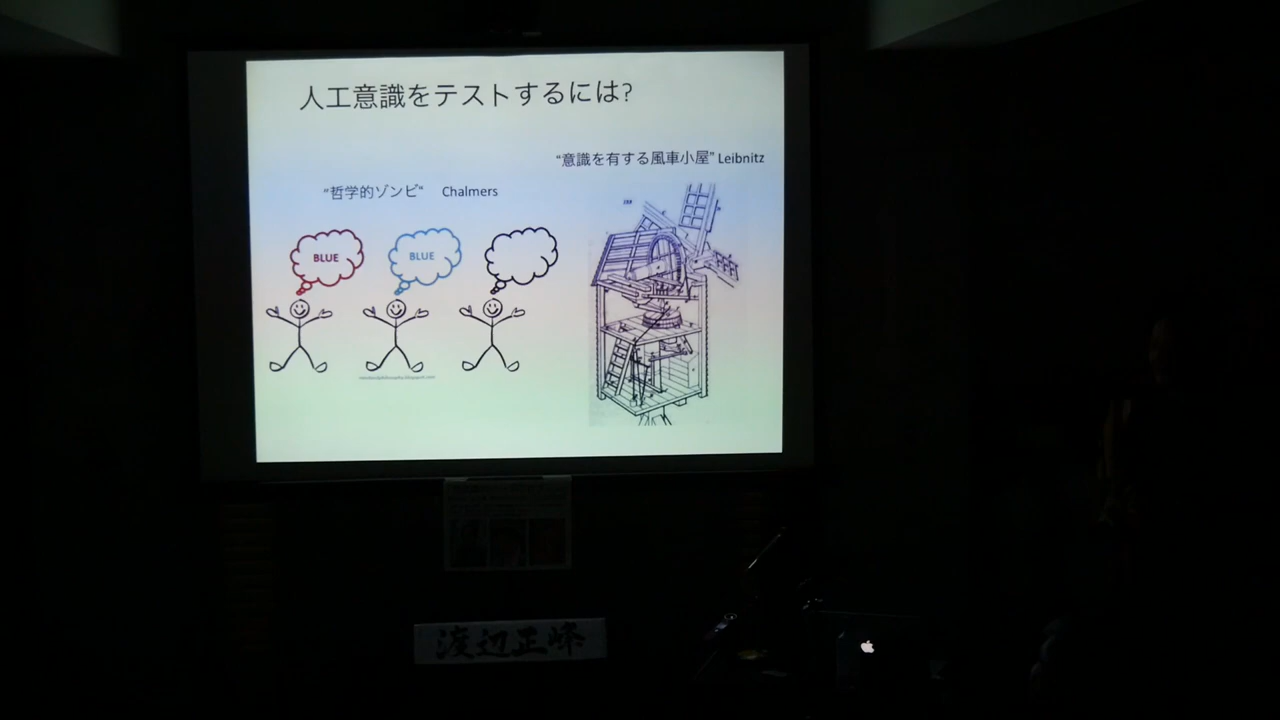 人工意識をテストするには?
"意識を有する風車小屋" Leibnitz
"哲学的ゾンビ" Chalmers
BLUE
BLUE
渡辺正峰